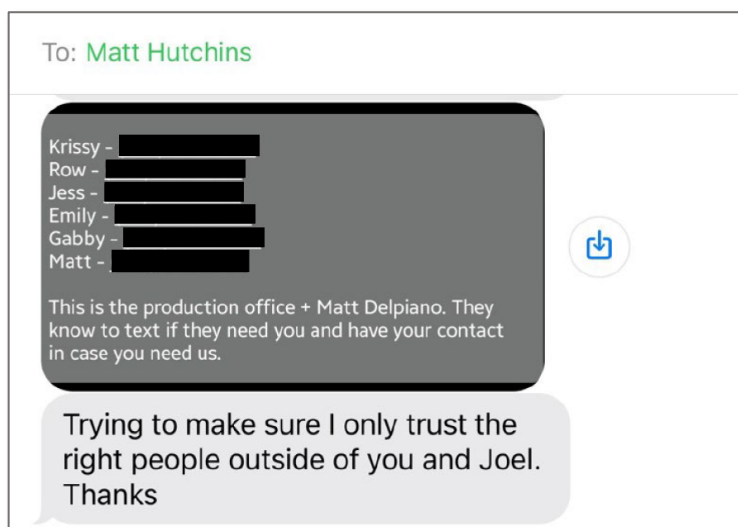 To: Matt Hutchins
Krissy -
Row -
Jess -
Emily -
Gabby -
Matt -
This is the production office + Matt Delpiano. They
know to text if they need you and have your contact
in case you need us.
Trying to make sure I only trust the
right people outside of you and Joel.
Thanks